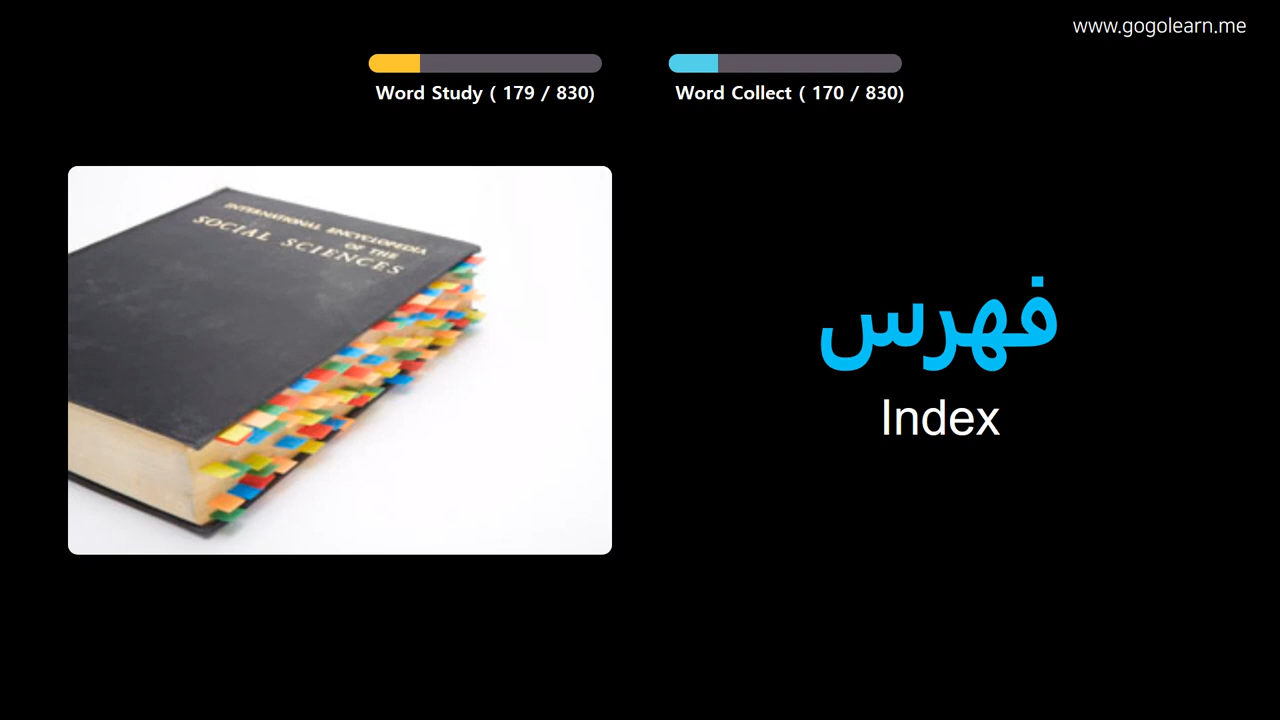 www.gogolearn.me
Word Study ( 179 / 830)
Word Collect ( 170 / 830)
INTERNATIONAL ENCYCLOPEDIA
OF THE
SOCIAL SCIENCES
فهرس
Index